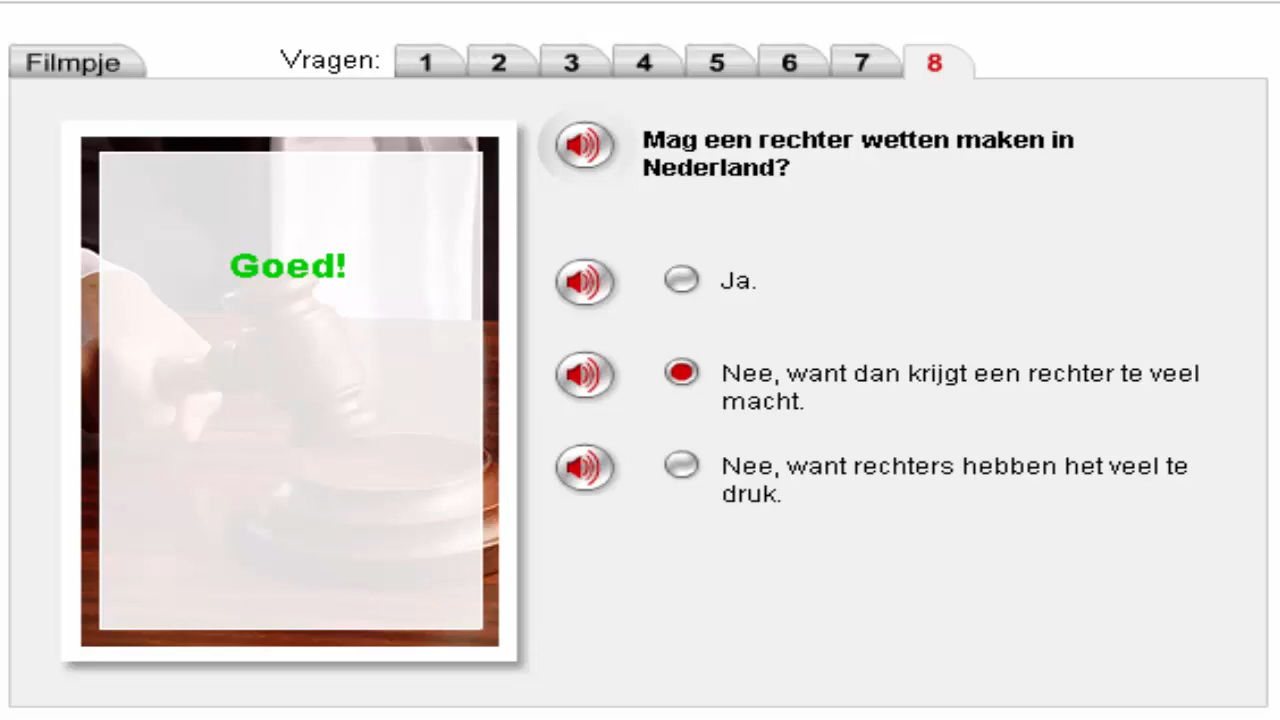 Filmpje
Vragen: 1 2 3 4 5 6 7 8
Goed!
Mag een rechter wetten maken in
Nederland?
Ja.
Nee, want dan krijgt een rechter te veel
macht.
Nee, want rechters hebben het veel te
druk.